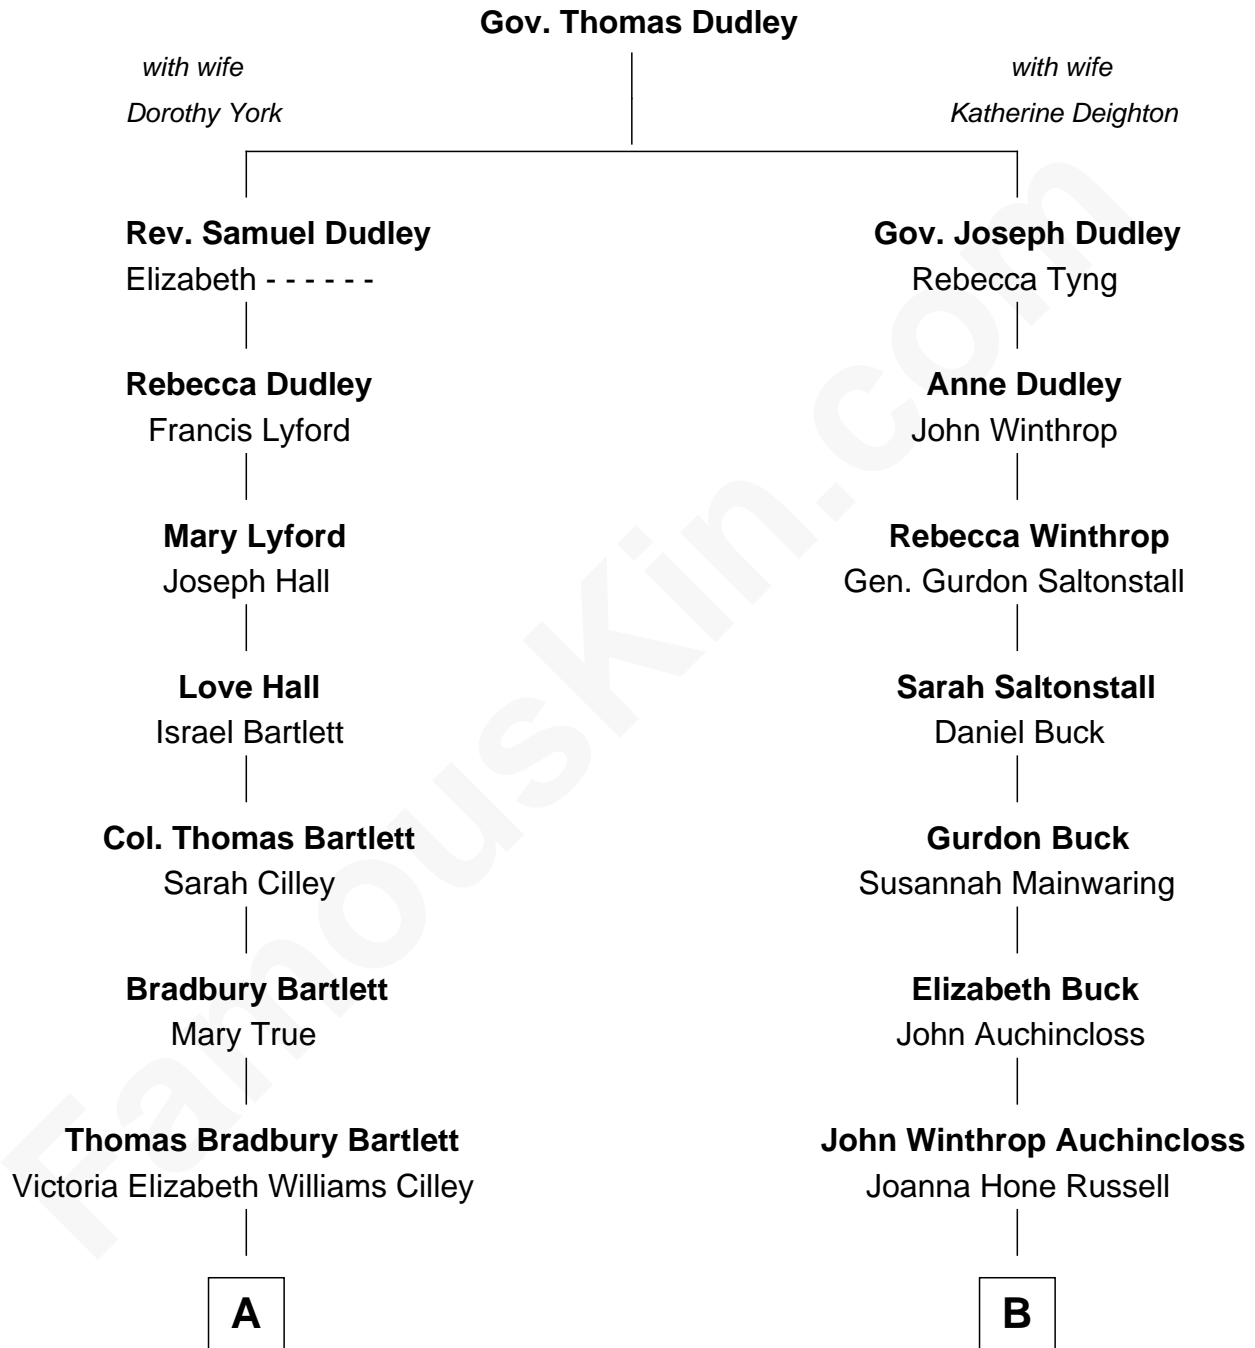 Gov. Thomas Dudley
with wife
Dorothy York
with wife
Katherine Deighton
Rev. Samuel Dudley
Elizabeth - - - - - -
Gov. Joseph Dudley
Rebecca Tyng
Rebecca Dudley
Francis Lyford
Anne Dudley
John Winthrop
Mary Lyford
Joseph Hall
Rebecca Winthrop
Gen. Gurdon Saltonstall
Love Hall
Israel Bartlett
Sarah Saltonstall
Daniel Buck
Col. Thomas Bartlett
Sarah Cilley
Gurdon Buck
Susannah Mainwaring
Bradbury Bartlett
Mary True
Elizabeth Buck
John Auchincloss
Thomas Bradbury Bartlett
Victoria Elizabeth Williams Cilley
John Winthrop Auchincloss
Joanna Hone Russell
A
B
FamousKin.com